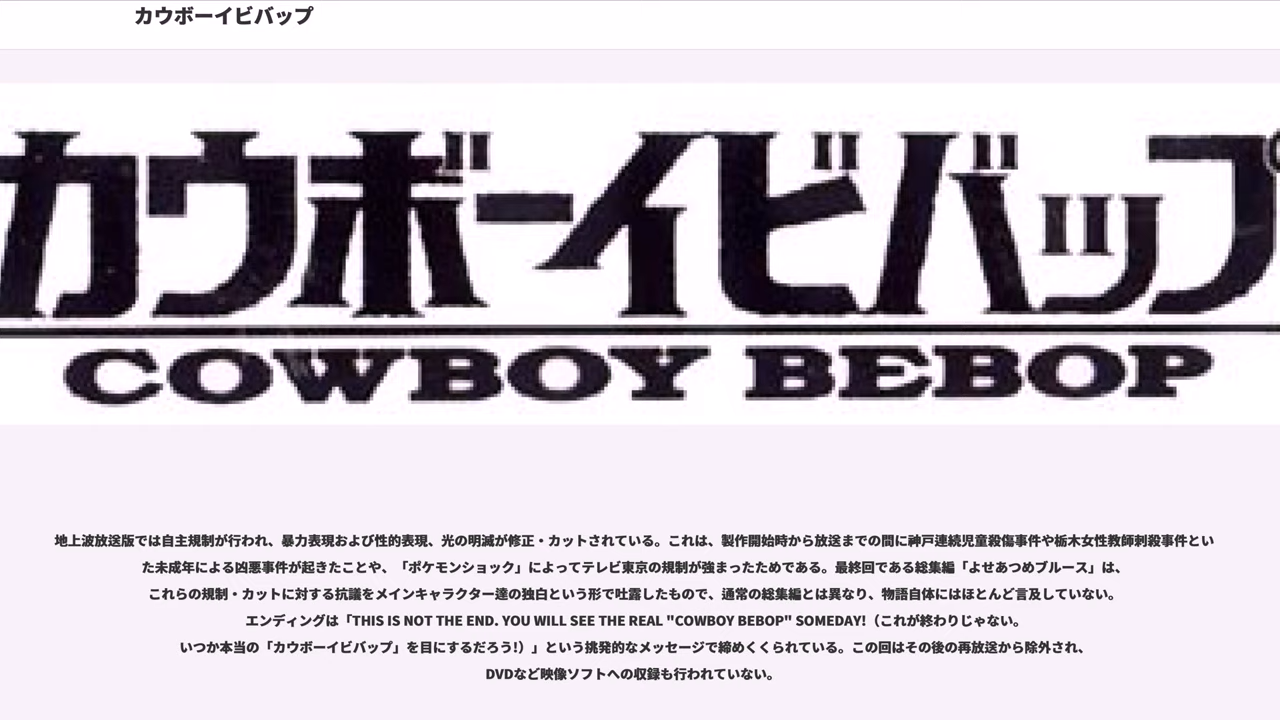 カウボーイビバップ
カウボーイビバップ
COWBOY BEBOP
地上波放送版では自主規制が行われ、暴力表現および性的表現、光の明滅が修正・カットされている。これは、製作開始時から放送までの間に神戸連続児童殺傷事件や栃木女性教師刺殺事件とい
た未成年による凶悪事件が起きたことや、「ポケモンショック」によってテレビ東京の規制が強まったためである。最終回である総集編「よせあつめブルース」は、
これらの規制・カットに対する抗議をメインキャラクター達の独白という形で吐露したもので、通常の総集編とは異なり、物語自体にはほとんど言及していない。
エンディングは「THIS IS NOT THE END. YOU WILL SEE THE REAL "COWBOY BEBOP" SOMEDAY!（これが終わりじゃない。
いつか本当の「カウボーイビバップ」を目にするだろう!）」という挑発的なメッセージで締めくくられている。この回はその後の再放送から除外され、
DVDなど映像ソフトへの収録も行われていない。